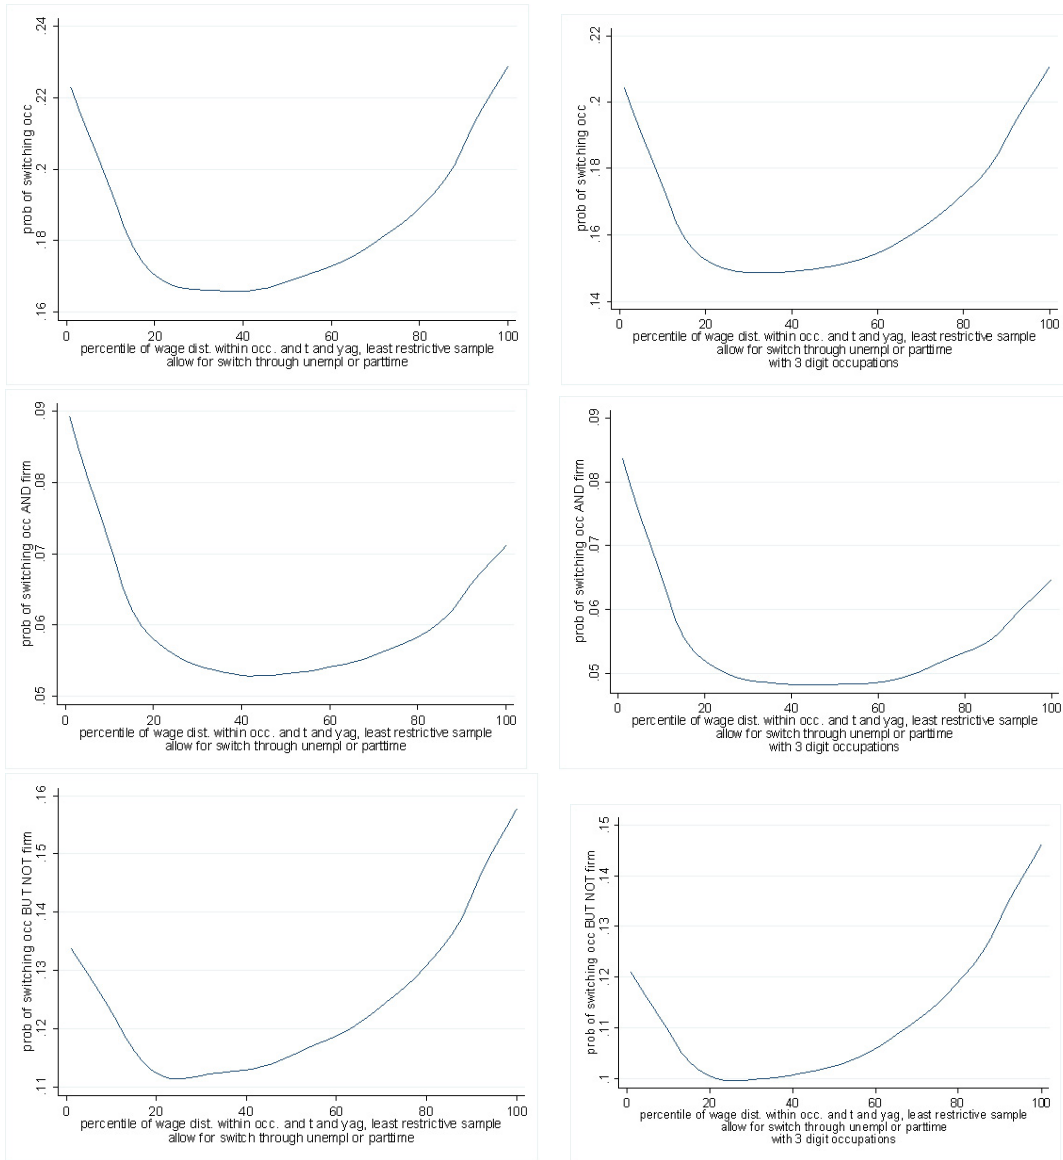 prob of switching occ
.24
.22
.2
.18
.16
0 20 40 60 80 100
percentile of wage dist. within occ. and t and yag, least restrictive sample
allow for switch through unempl or parttime
prob of switching occ
.22
.2
.18
.16
.14
0 20 40 60 80 100
percentile of wage dist. within occ. and t and yag, least restrictive sample
allow for switch through unempl or parttime
with 3 digit occupations
prob of switching occ AND firm
.09
.08
.07
.06
.05
0 20 40 60 80 100
percentile of wage dist. within occ. and t and yag, least restrictive sample
allow for switch through unempl or parttime
prob of switching occ AND firm
.09
.08
.07
.06
.05
0 20 40 60 80 100
percentile of wage dist. within occ. and t and yag, least restrictive sample
allow for switch through unempl or parttime
with 3 digit occupations
prob of switching occ BUT NOT firm
.16
.15
.14
.13
.12
.11
0 20 40 60 80 100
percentile of wage dist. within occ. and t and yag, least restrictive sample
allow for switch through unempl or parttime
prob of switching occ BUT NOT firm
.15
.14
.13
.12
.11
.1
0 20 40 60 80 100
percentile of wage dist. within occ. and t and yag, least restrictive sample
allow for switch through unempl or parttime
with 3 digit occupations